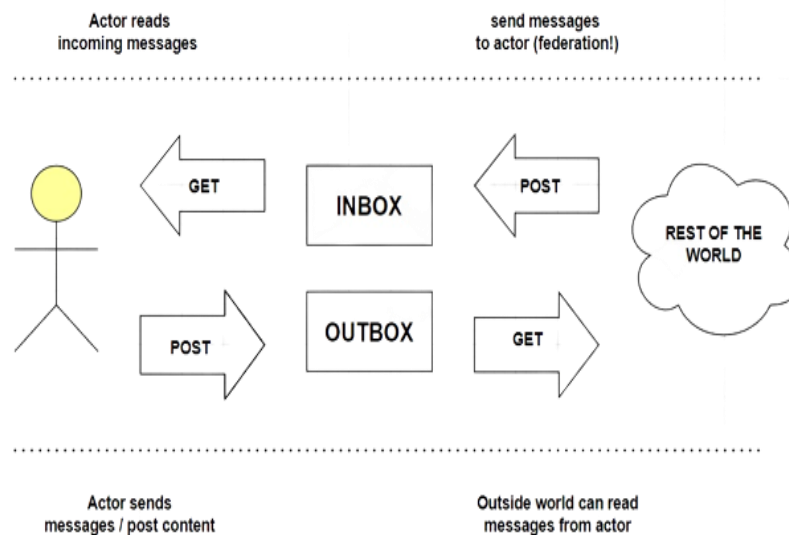 Actor reads
incoming messages
send messages
to actor (federation!)
GET
INBOX
POST
REST OF THE
WORLD
POST
OUTBOX
GET
Actor sends
messages / post content
Outside world can read
messages from actor